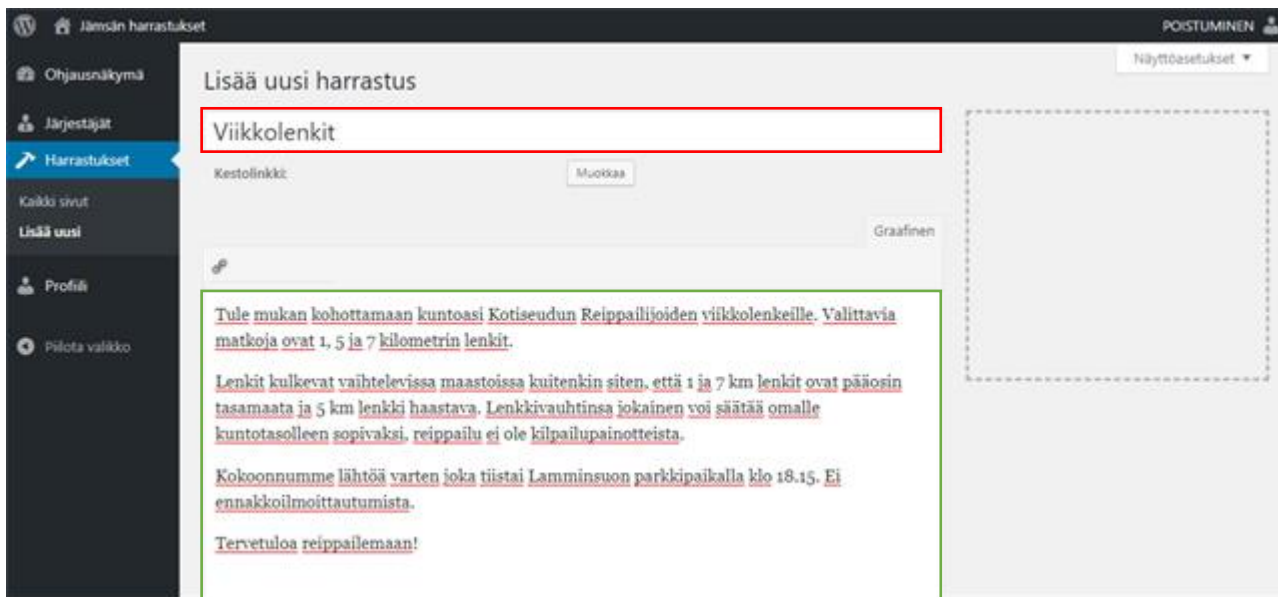 Jämsän harrastukset
POISTUMINEN
Ohjausnäkymä
Järjestäjät
Harrastukset
Kaikki sivut
Lisää uusi
Profiili
Piilota valikko
Näyttöasetukset
Lisää uusi harrastus
Viikkolenkit
Kestolinkki:
Muokkaa
Graafinen
Tule mukan kohottamaan kuntoasi Kotiseudun Reippailijoiden viikkolenkeille. Valittavia
matkoja ovat 1, 5 ja 7 kilometrin lenkit.
Lenkit kulkevat vaihtelevissa maastoissa kuitenkin siten, että 1 ja 7 km lenkit ovat pääosin
tasamaata ja 5 km lenkki haastava. Lenkkivauhtinsa jokainen voi säätää omalle
kuntotasolleen sopivaksi, reippailu ei ole kilpailupainotteista.
Kokoonnumme lähtöä varten joka tiistai Lamminsuon parkkipaikalla klo 18.15. Ei
ennakkoilmoittautumista.
Tervetuloa reippailemaan!